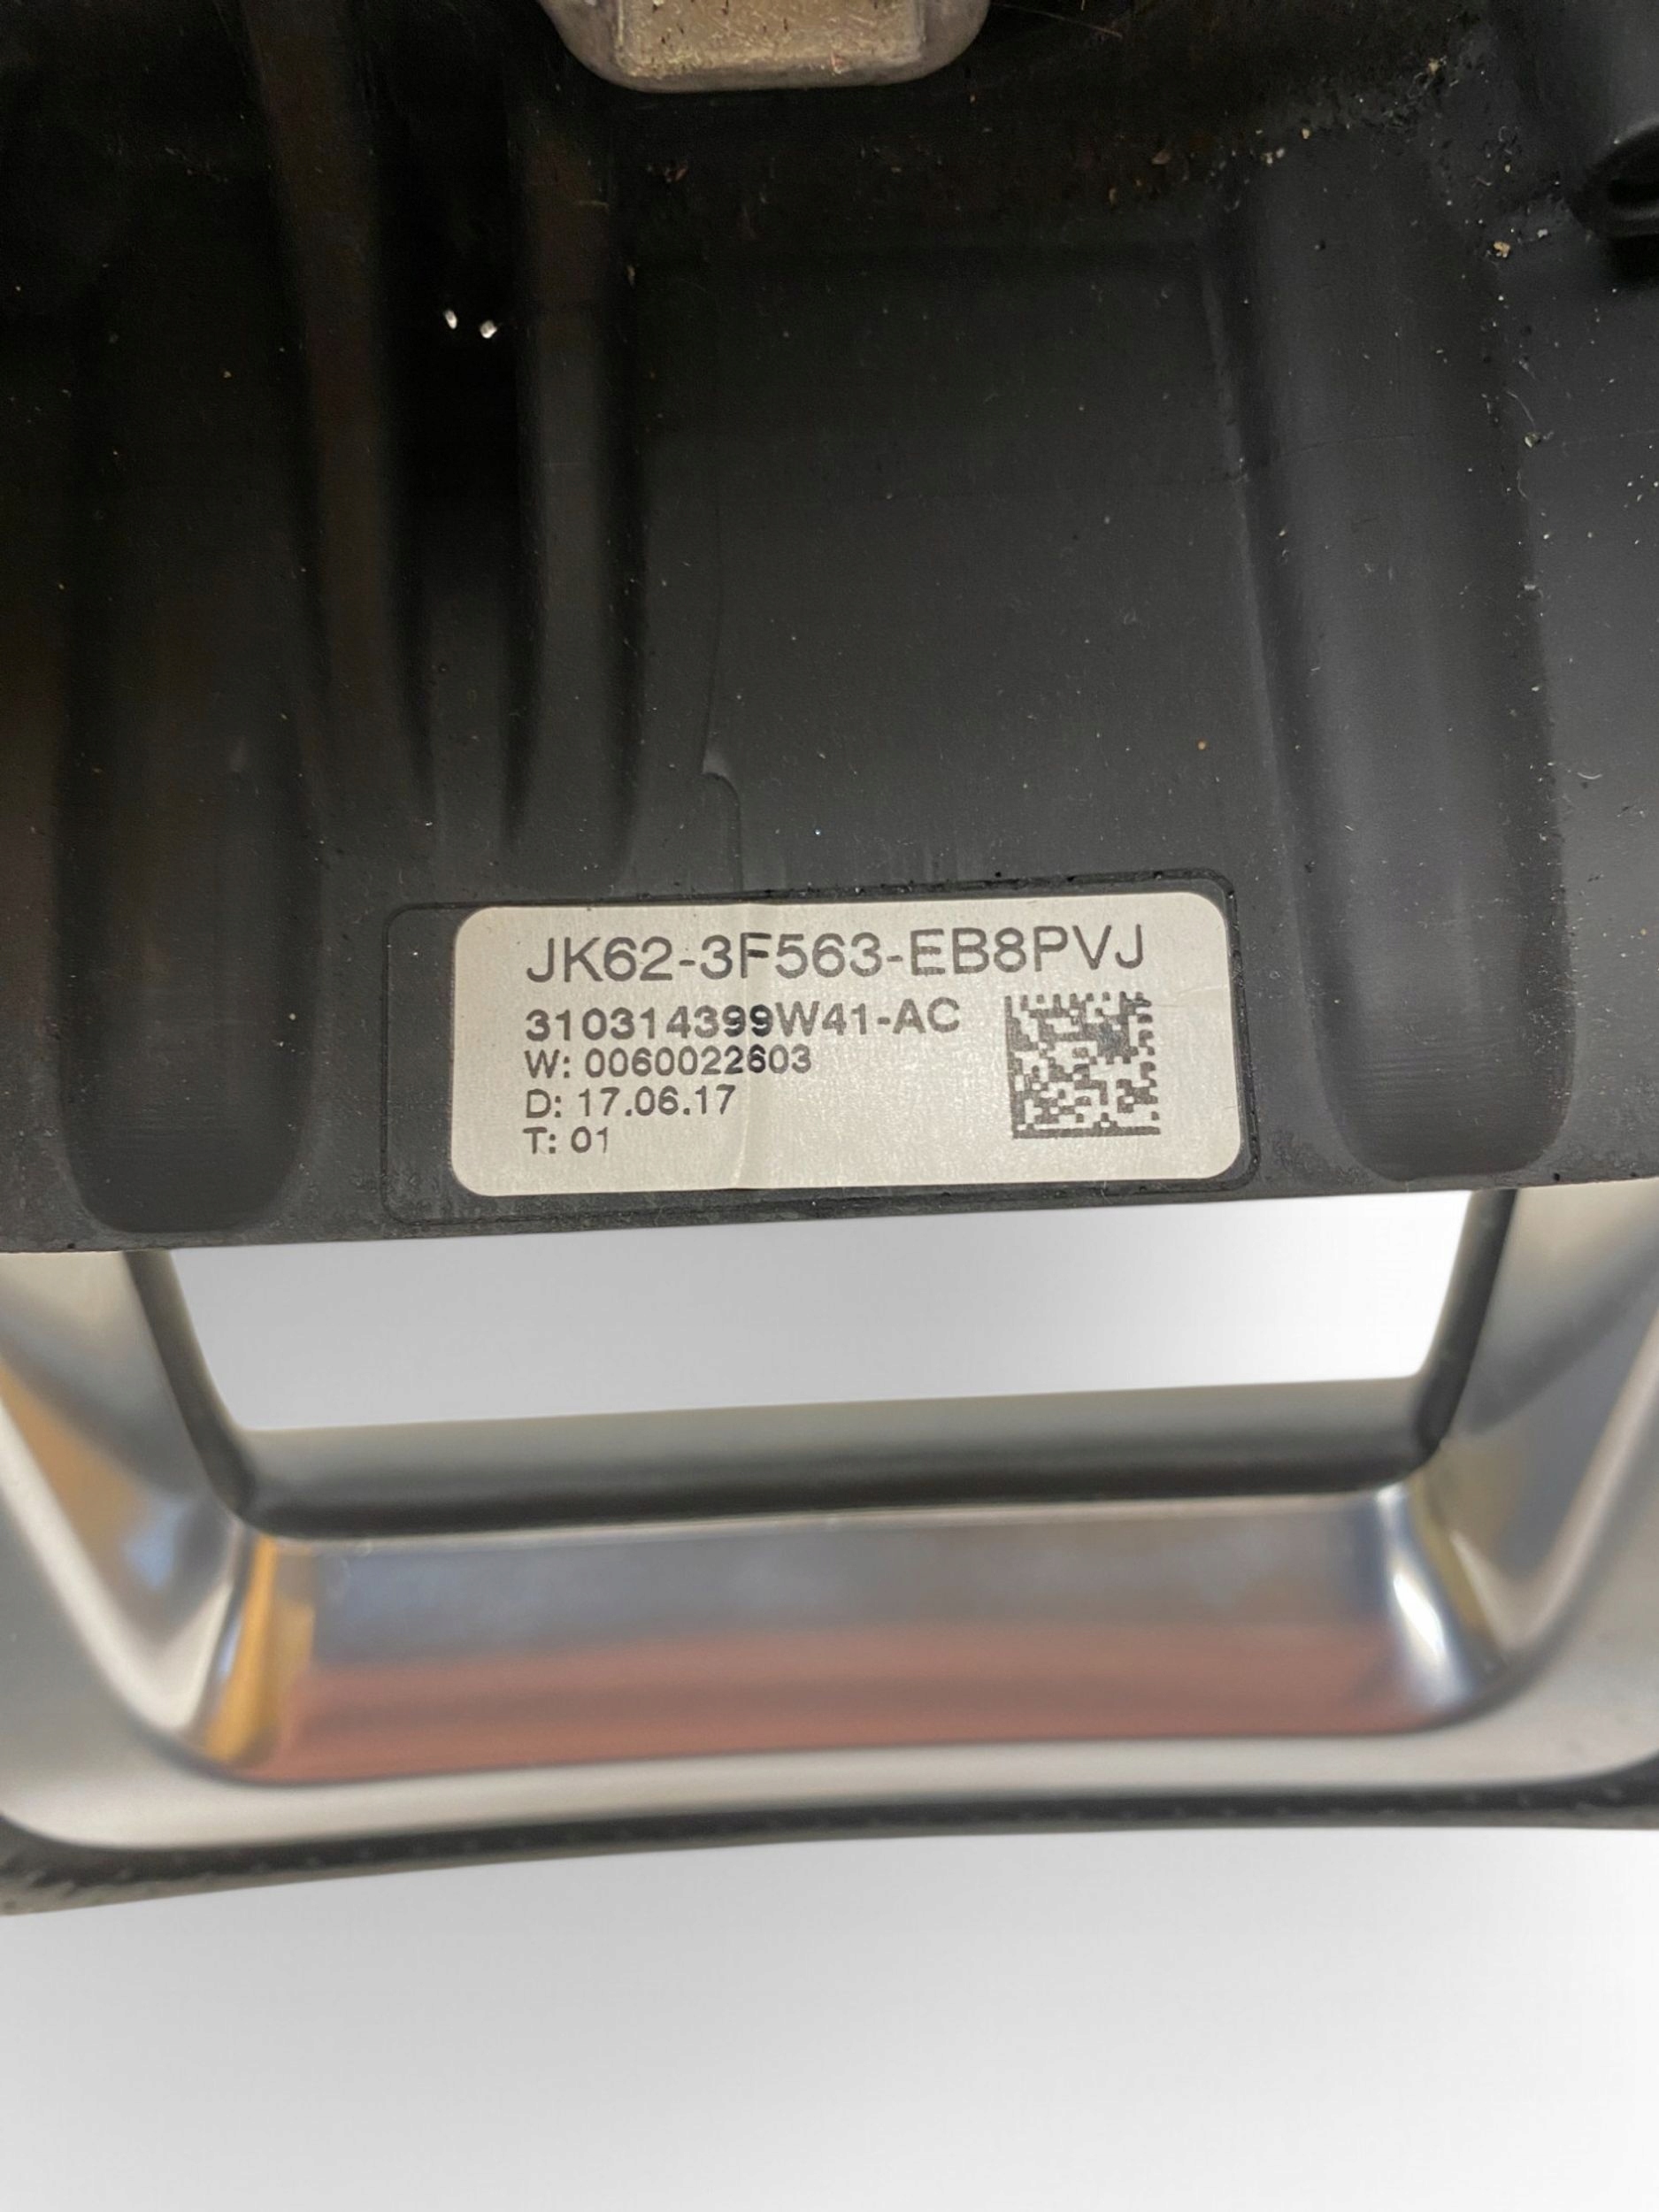 JK62-3F563-EB8PVJ
310314399W41-AC
W: 0060022603
D: 17.06.17
T: 01